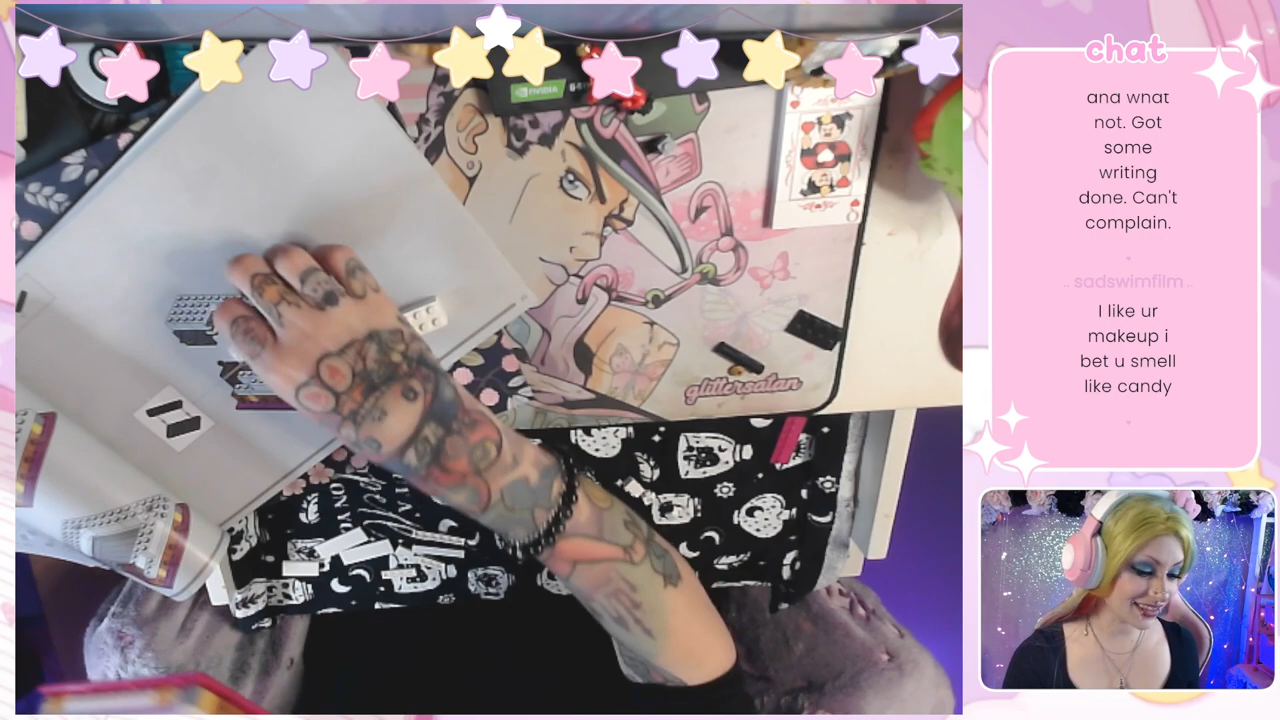 chat
and what
not. Got
some
writing
done. Can't
complain.
.. sadswimfilm ..
I like ur
makeup i
bet u smell
like candy
NVIDIA
glittersatan